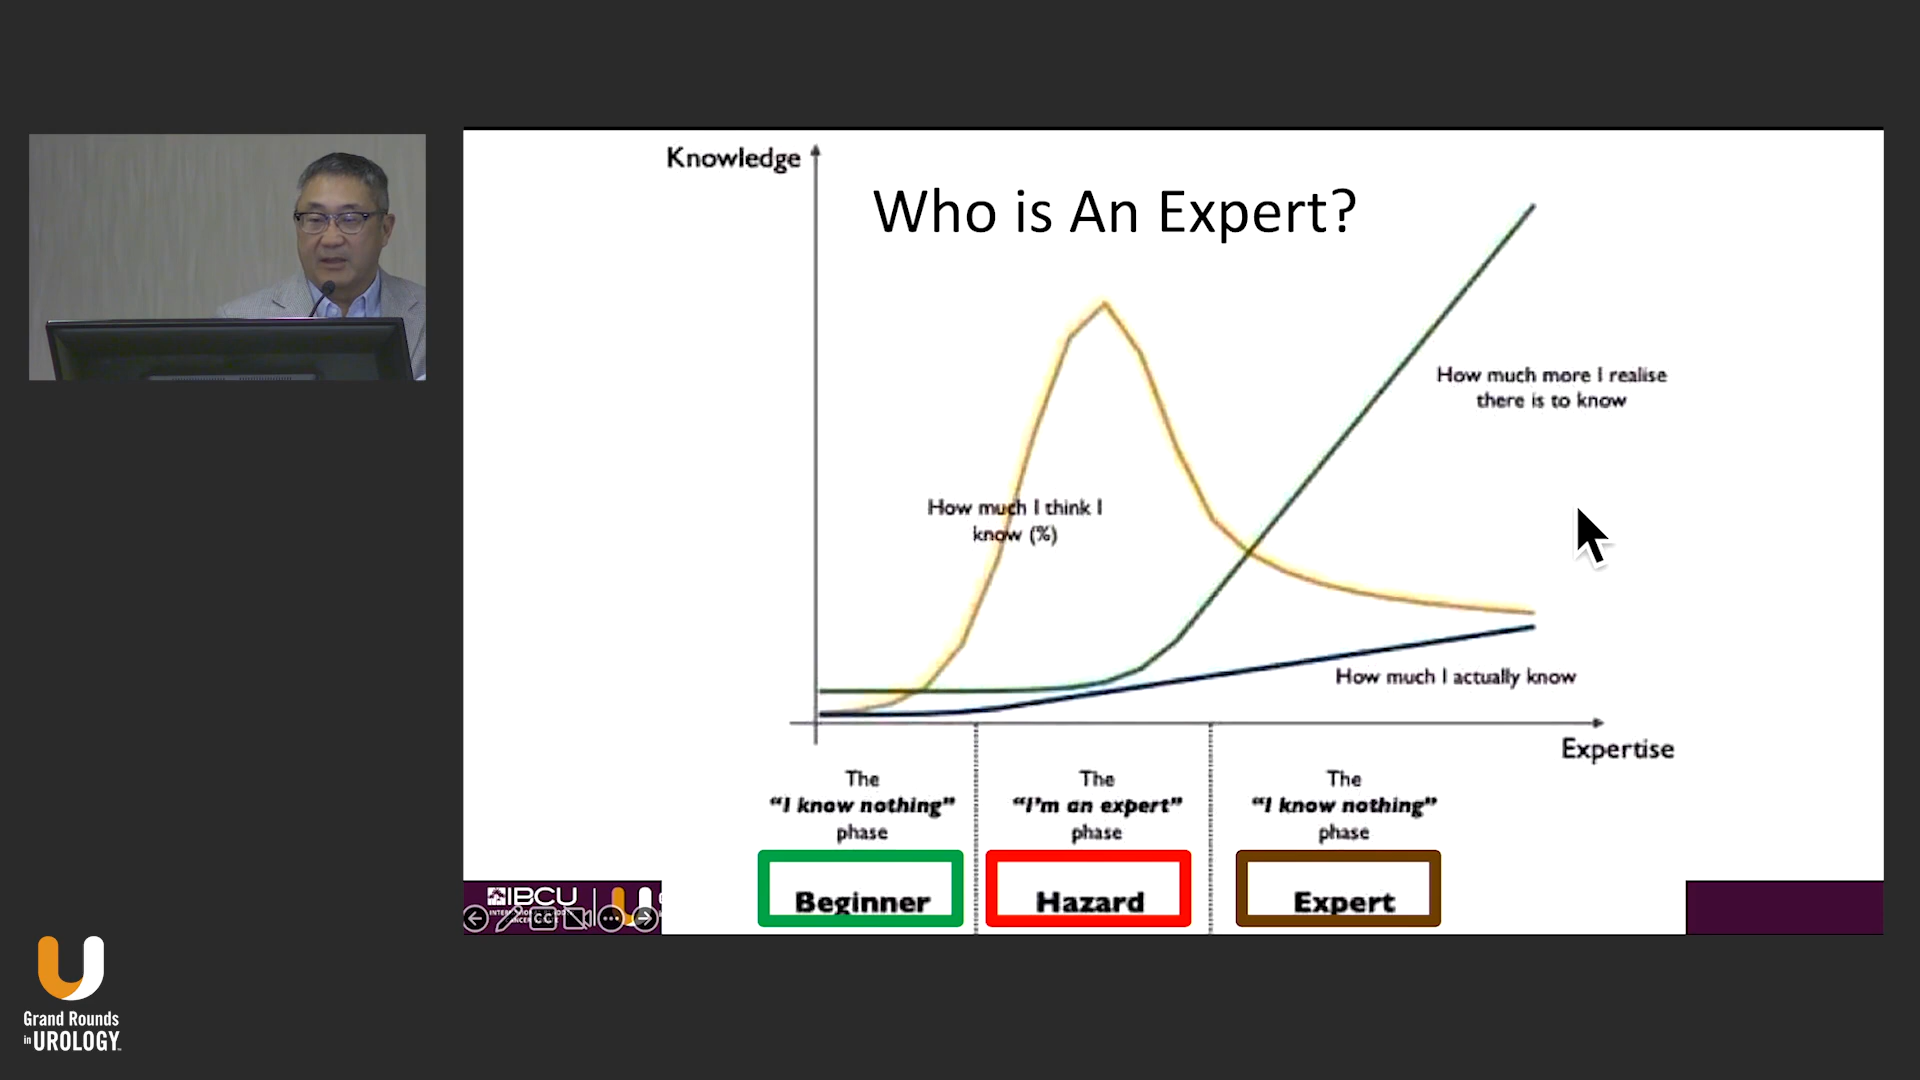 Knowledge
Who is An Expert?
How much more I realise
there is to know
How much I think I
know (%)
How much I actually know
Expertise
The
“I know nothing”
phase
The
“I'm an expert”
phase
The
“I know nothing”
phase
Beginner
Hazard
Expert
IBCU
Grand Rounds
in UROLOGY